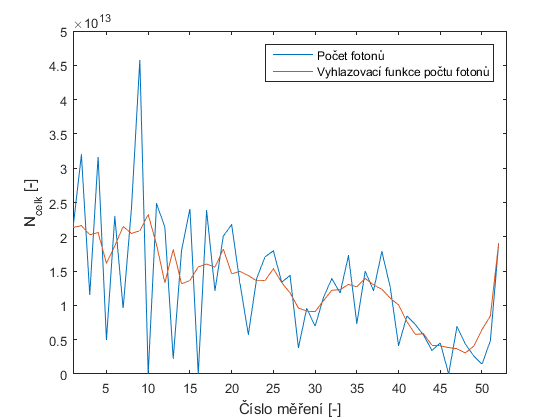 ×10^13
5
4.5
4
3.5
3
2.5
2
1.5
1
0.5
0
N_celk [-]
Počet fotonů
Vyhlazovací funkce počtu fotonů
5 10 15 20 25 30 35 40 45 50
Číslo měření [-]